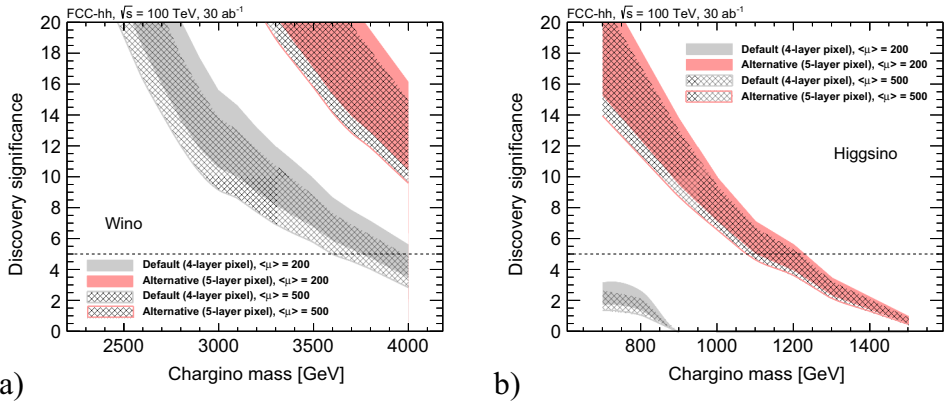 FCC-hh, √s = 100 TeV, 30 ab⁻¹
Discovery significance
20
18
16
14
12
10
8
6
4
2
0
Wino
Default (4-layer pixel), <μ> = 200
Alternative (5-layer pixel), <μ> = 200
Default (4-layer pixel), <μ> = 500
Alternative (5-layer pixel), <μ> = 500
2500 3000 3500 4000
Chargino mass [GeV]
a)
FCC-hh, √s = 100 TeV, 30 ab⁻¹
Discovery significance
20
18
16
14
12
10
8
6
4
2
0
Default (4-layer pixel), <μ> = 200
Alternative (5-layer pixel), <μ> = 200
Default (4-layer pixel), <μ> = 500
Alternative (5-layer pixel), <μ> = 500
Higgsino
800 1000 1200 1400
Chargino mass [GeV]
b)